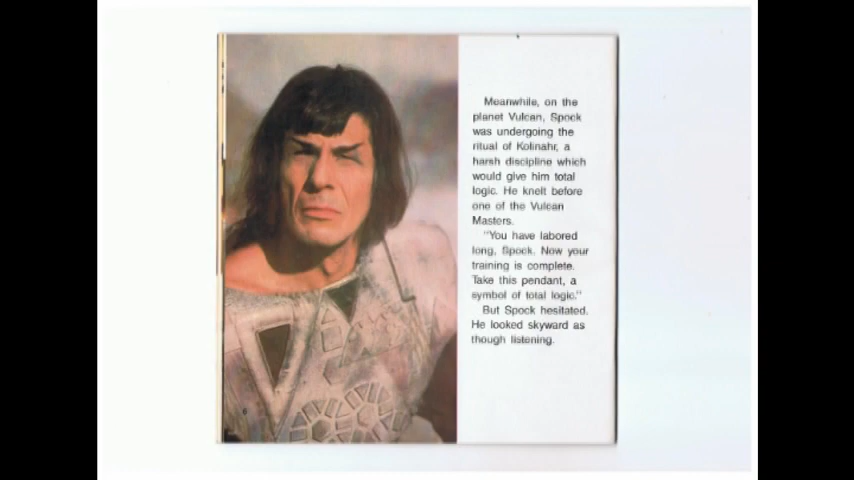 Meanwhile, on the
planet Vulcan, Spock
was undergoing the
ritual of Kolinahr, a
harsh discipline which
would give him total
logic. He knelt before
one of the Vulcan
Masters.
"You have labored
long, Spock. Now your
training is complete.
Take this pendant, a
symbol of total logic."
But Spock hesitated.
He looked skyward as
though listening.
6